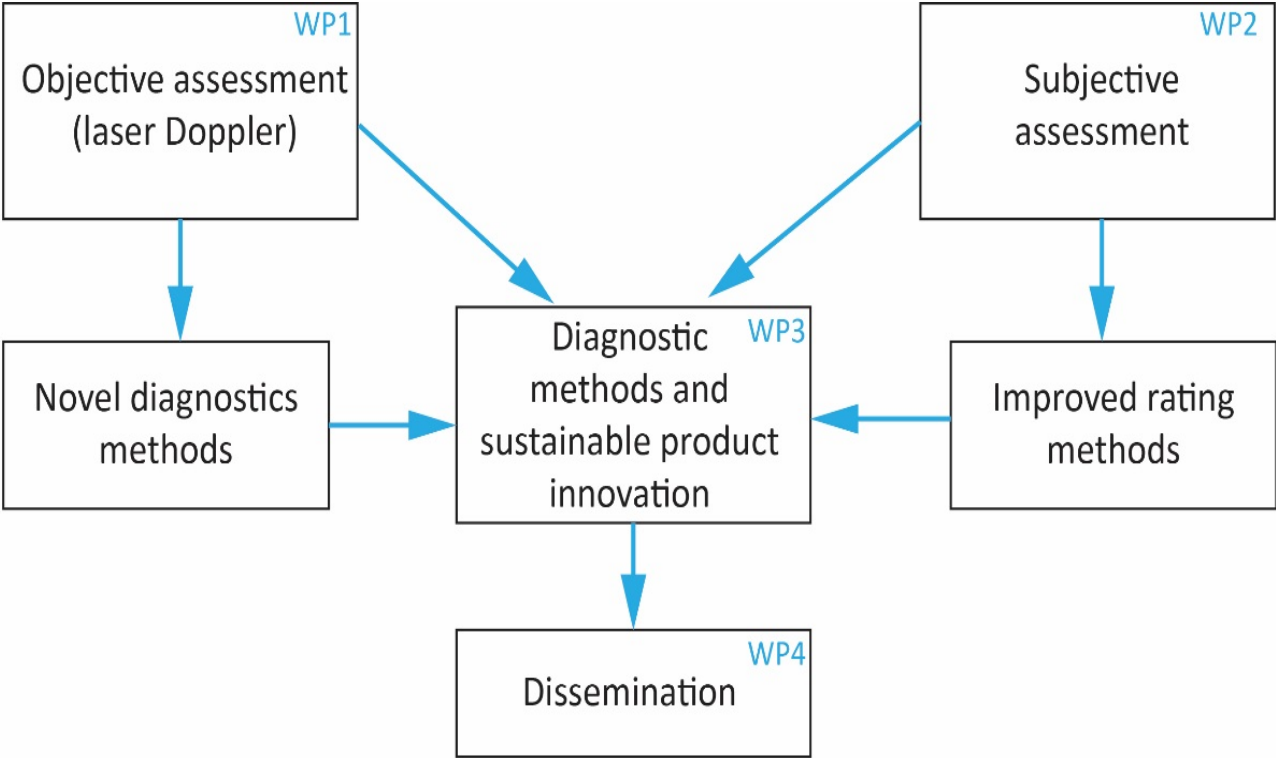 WP1
Objective assessment
(laser Doppler)
WP2
Subjective
assessment
Novel diagnostics
methods
WP3
Diagnostic
methods and
sustainable product
innovation
Improved rating
methods
WP4
Dissemination